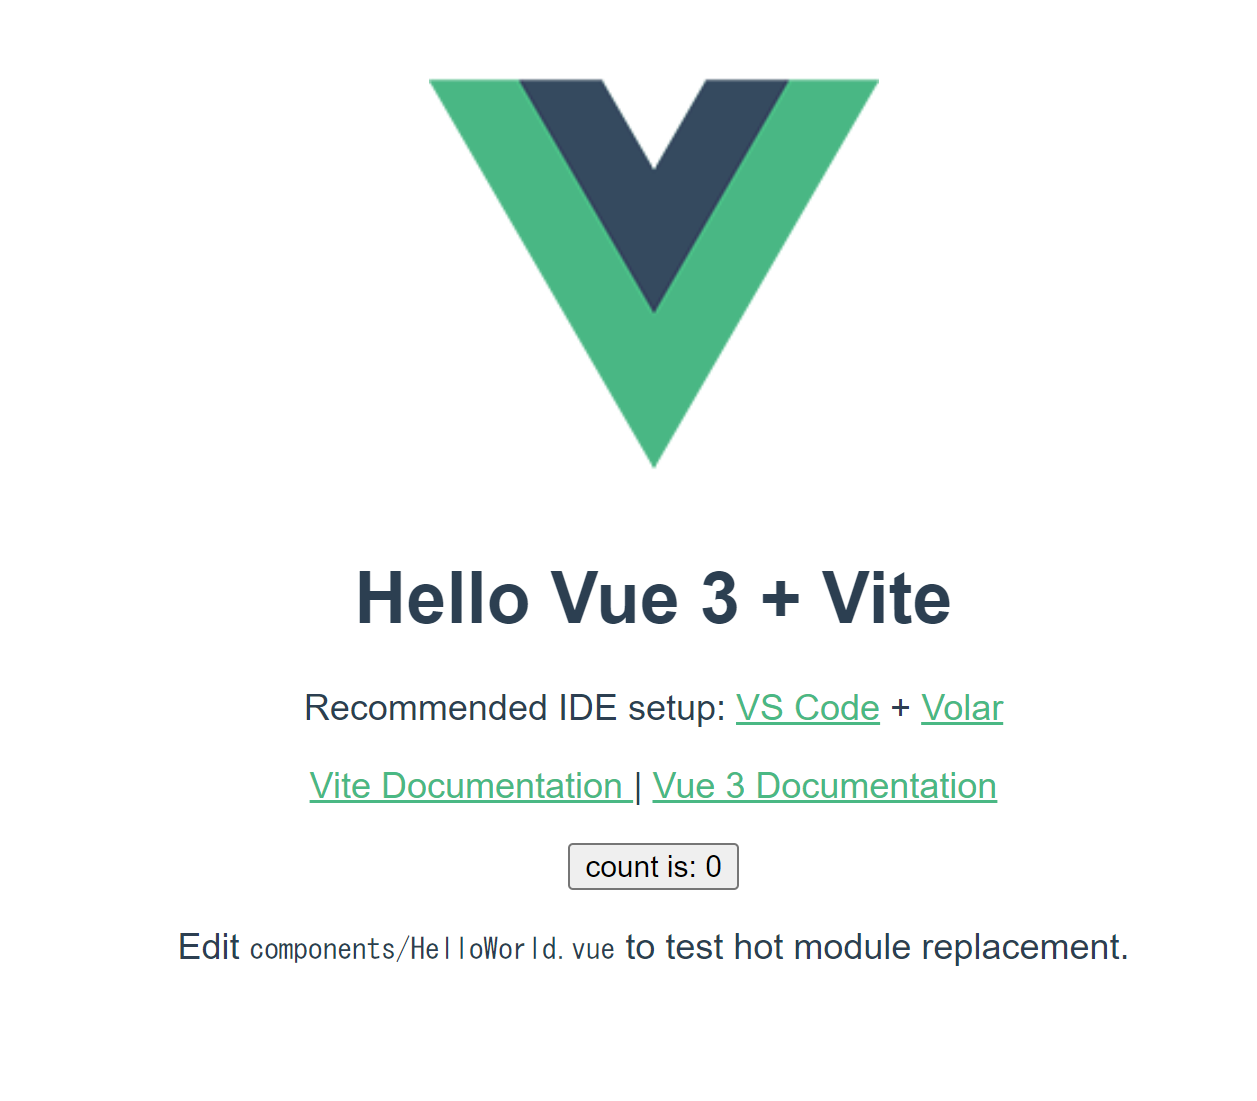 Hello Vue 3 + Vite
Recommended IDE setup: VS Code + Volar
Vite Documentation | Vue 3 Documentation
count is: 0
Edit components/HelloWorld.vue to test hot module replacement.